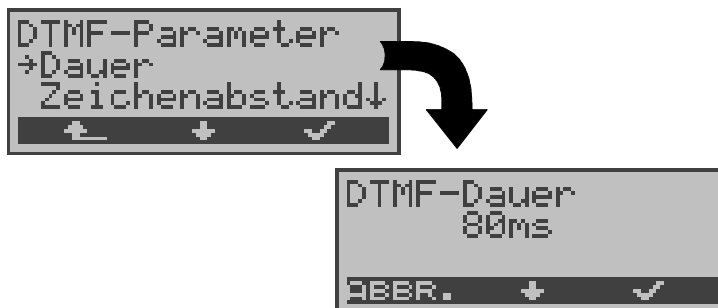 DTMF-Parameter
→Dauer
Zeichenabstand↓
DTMF-Dauer
80ms
ABBR.